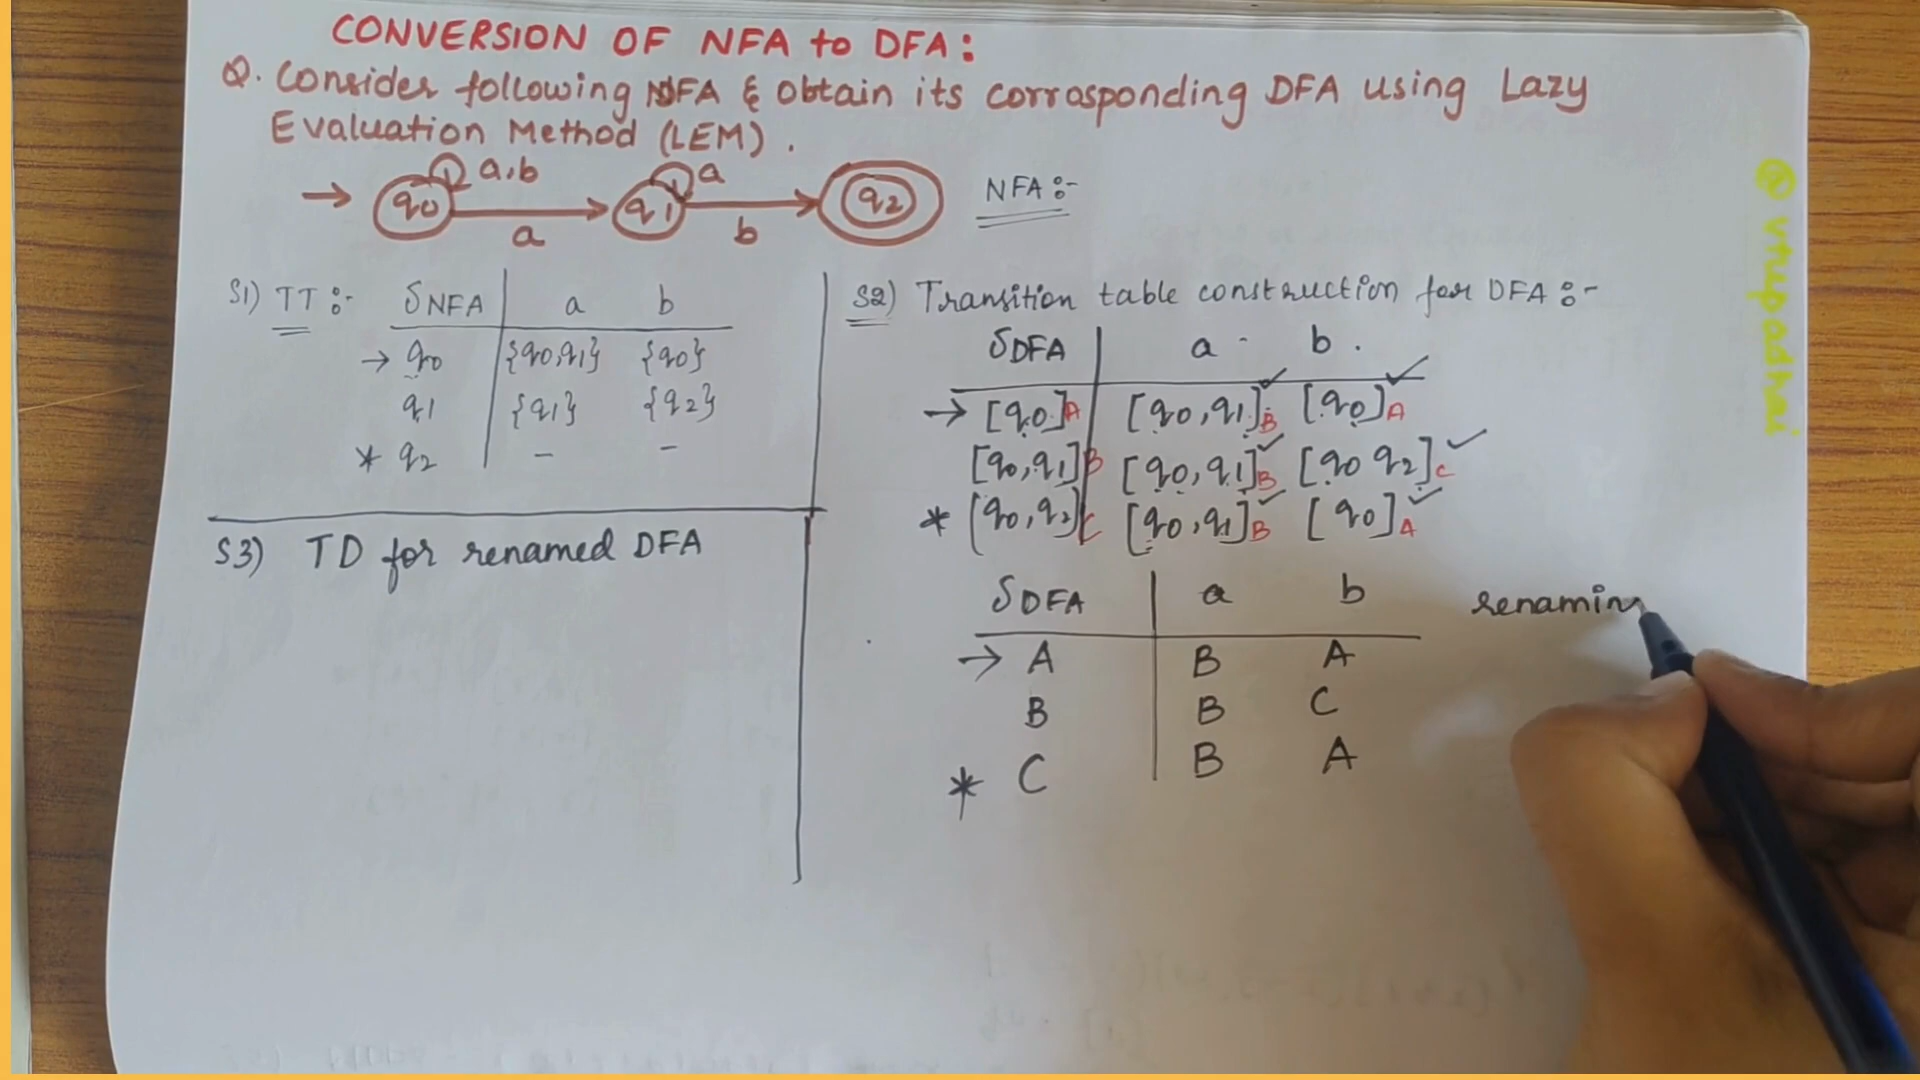 CONVERSION OF NFA to DFA:
Q. Consider following NFA & obtain its corrosponding DFA using Lazy
Evaluation Method (LEM).
→ q0 a,b a q1 a b q2 NFA:-
S1) TT:-
δNFA a b
→ q0 {q0,q1} {q0}
q1 {q1} {q2}
* q2 - -
S2) Transition table construction for DFA:-
δDFA a b
→ [q0]A [q0,q1]B [q0]A
[q0,q1]B [q0,q1]B [q0 q2]C
* [q0,q2]C [q0,q1]B [q0]A
δDFA a b renamin
→ A B A
B B C
* C B A
S3) TD for renamed DFA
@vtupadhai